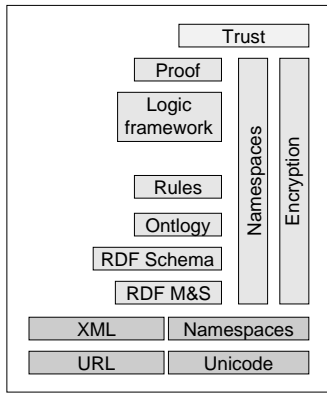 Trust
Proof
Logic
framework
Rules
Ontlogy
RDF Schema
RDF M&S
Namespaces
Encryption
XML
Namespaces
URL
Unicode